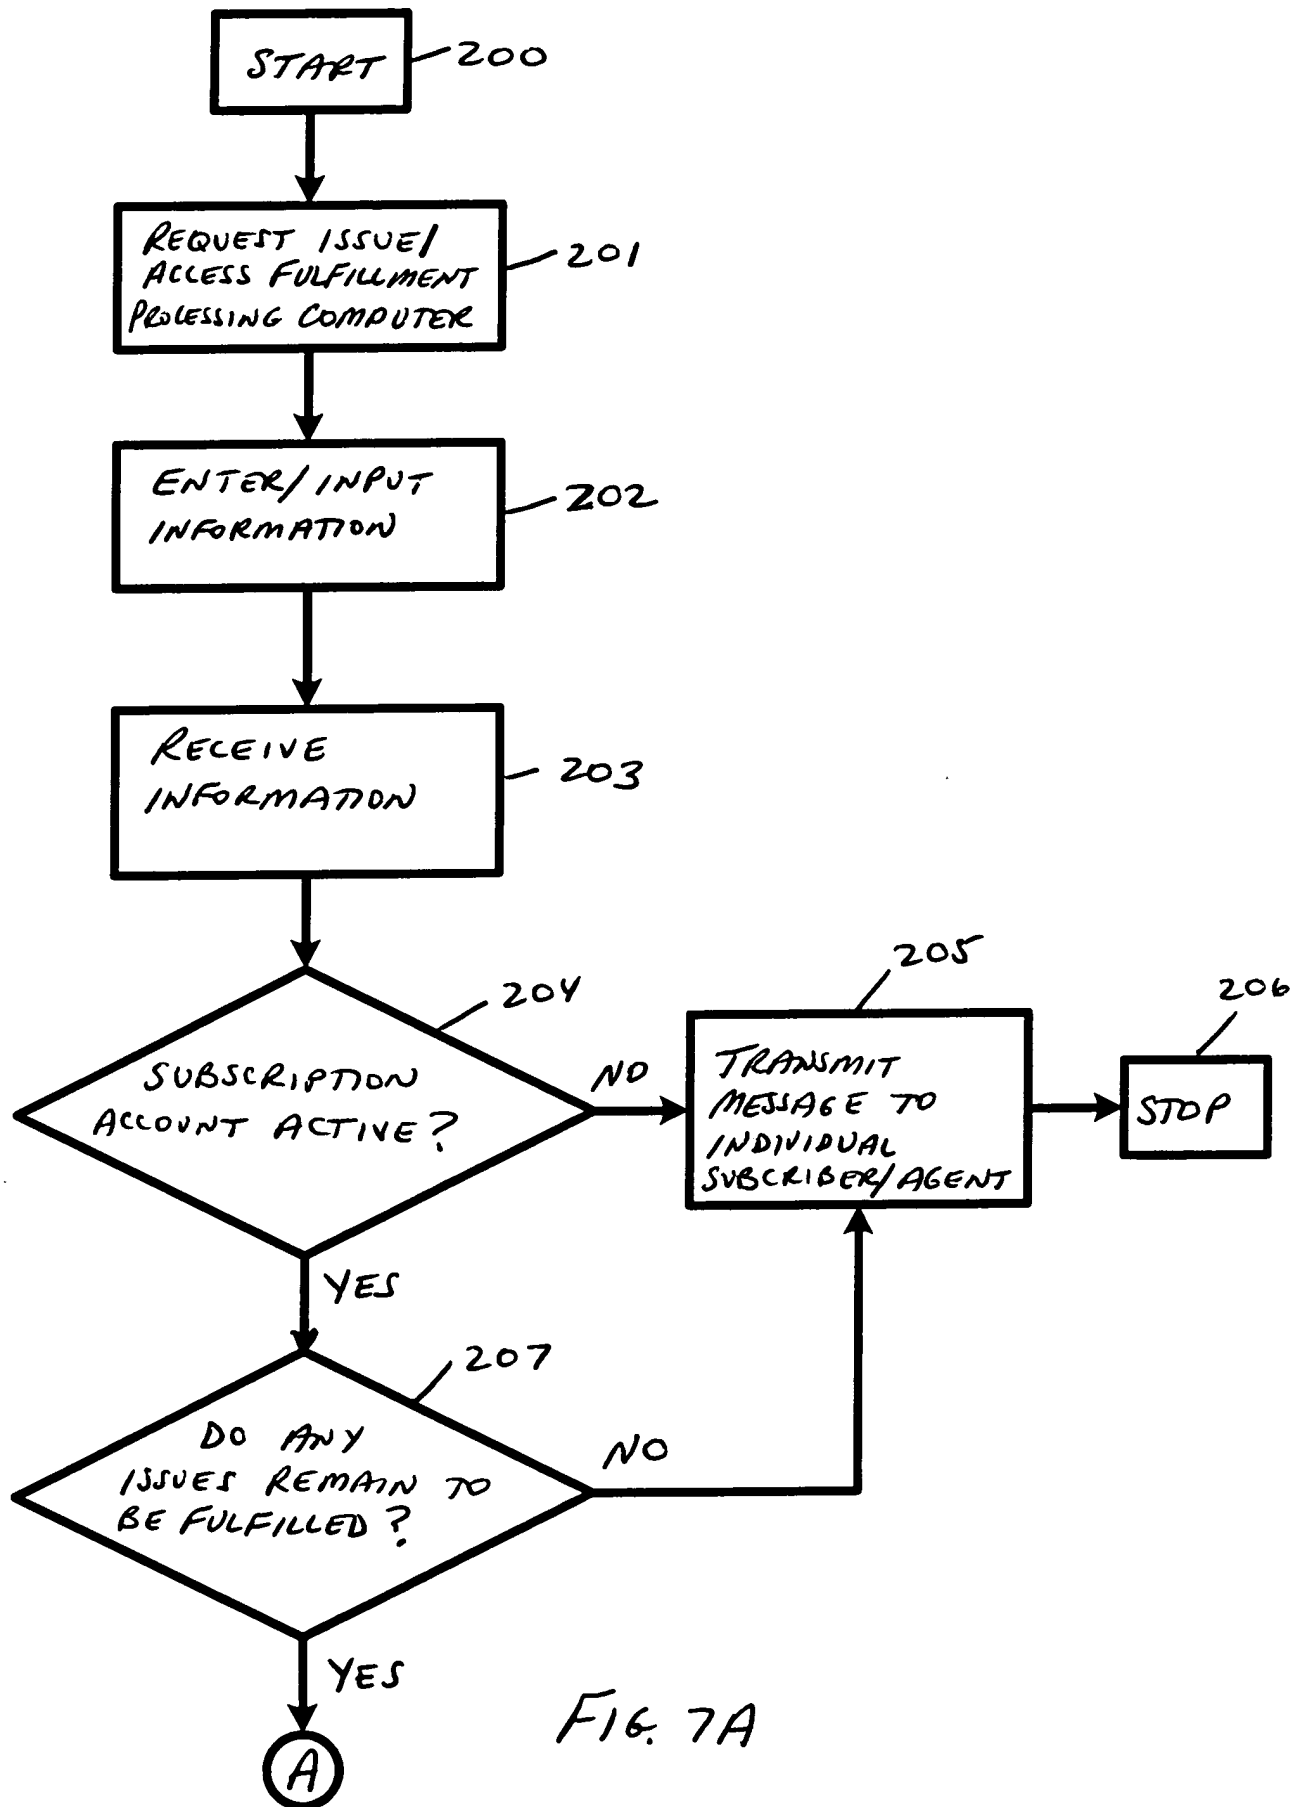 START
200
REQUEST ISSUE/
ACCESS FULFILLMENT
PROCESSING COMPUTER
201
ENTER/INPUT
INFORMATION
202
RECEIVE
INFORMATION
203
204
SUBSCRIPTION
ACCOUNT ACTIVE?
NO
205
TRANSMIT
MESSAGE TO
INDIVIDUAL
SUBCRIBER/AGENT
206
STOP
YES
207
DO ANY
ISSUES REMAIN TO
BE FULFILLED?
NO
YES
A
FIG. 7A